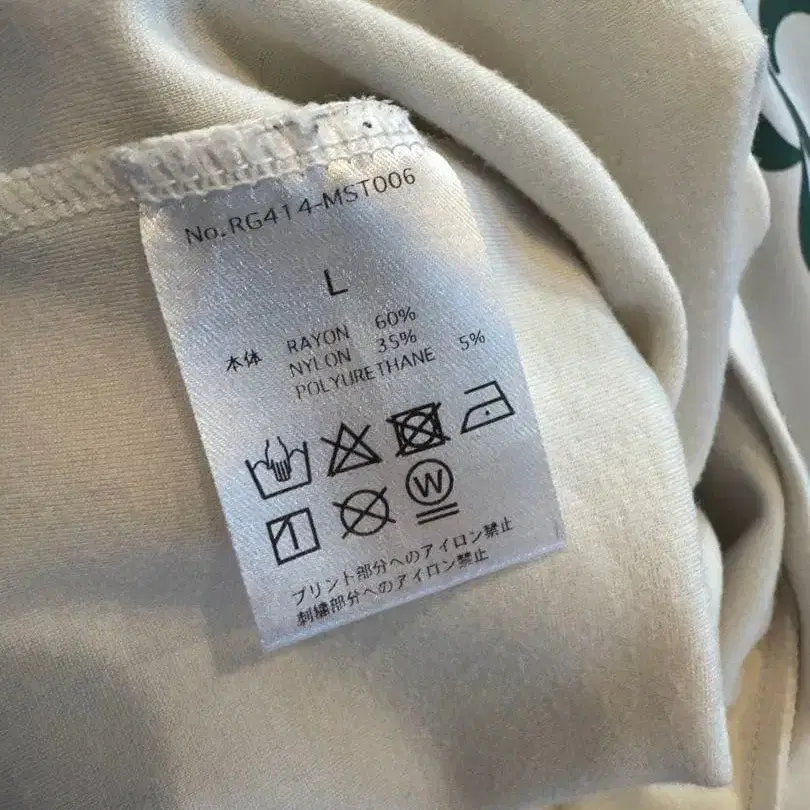 No.RG414-MST006
L
本体 RAYON 60%
NYLON 35%
POLYURETHANE 5%
W
プリント部分へのアイロン禁止
刺繍部分へのアイロン禁止